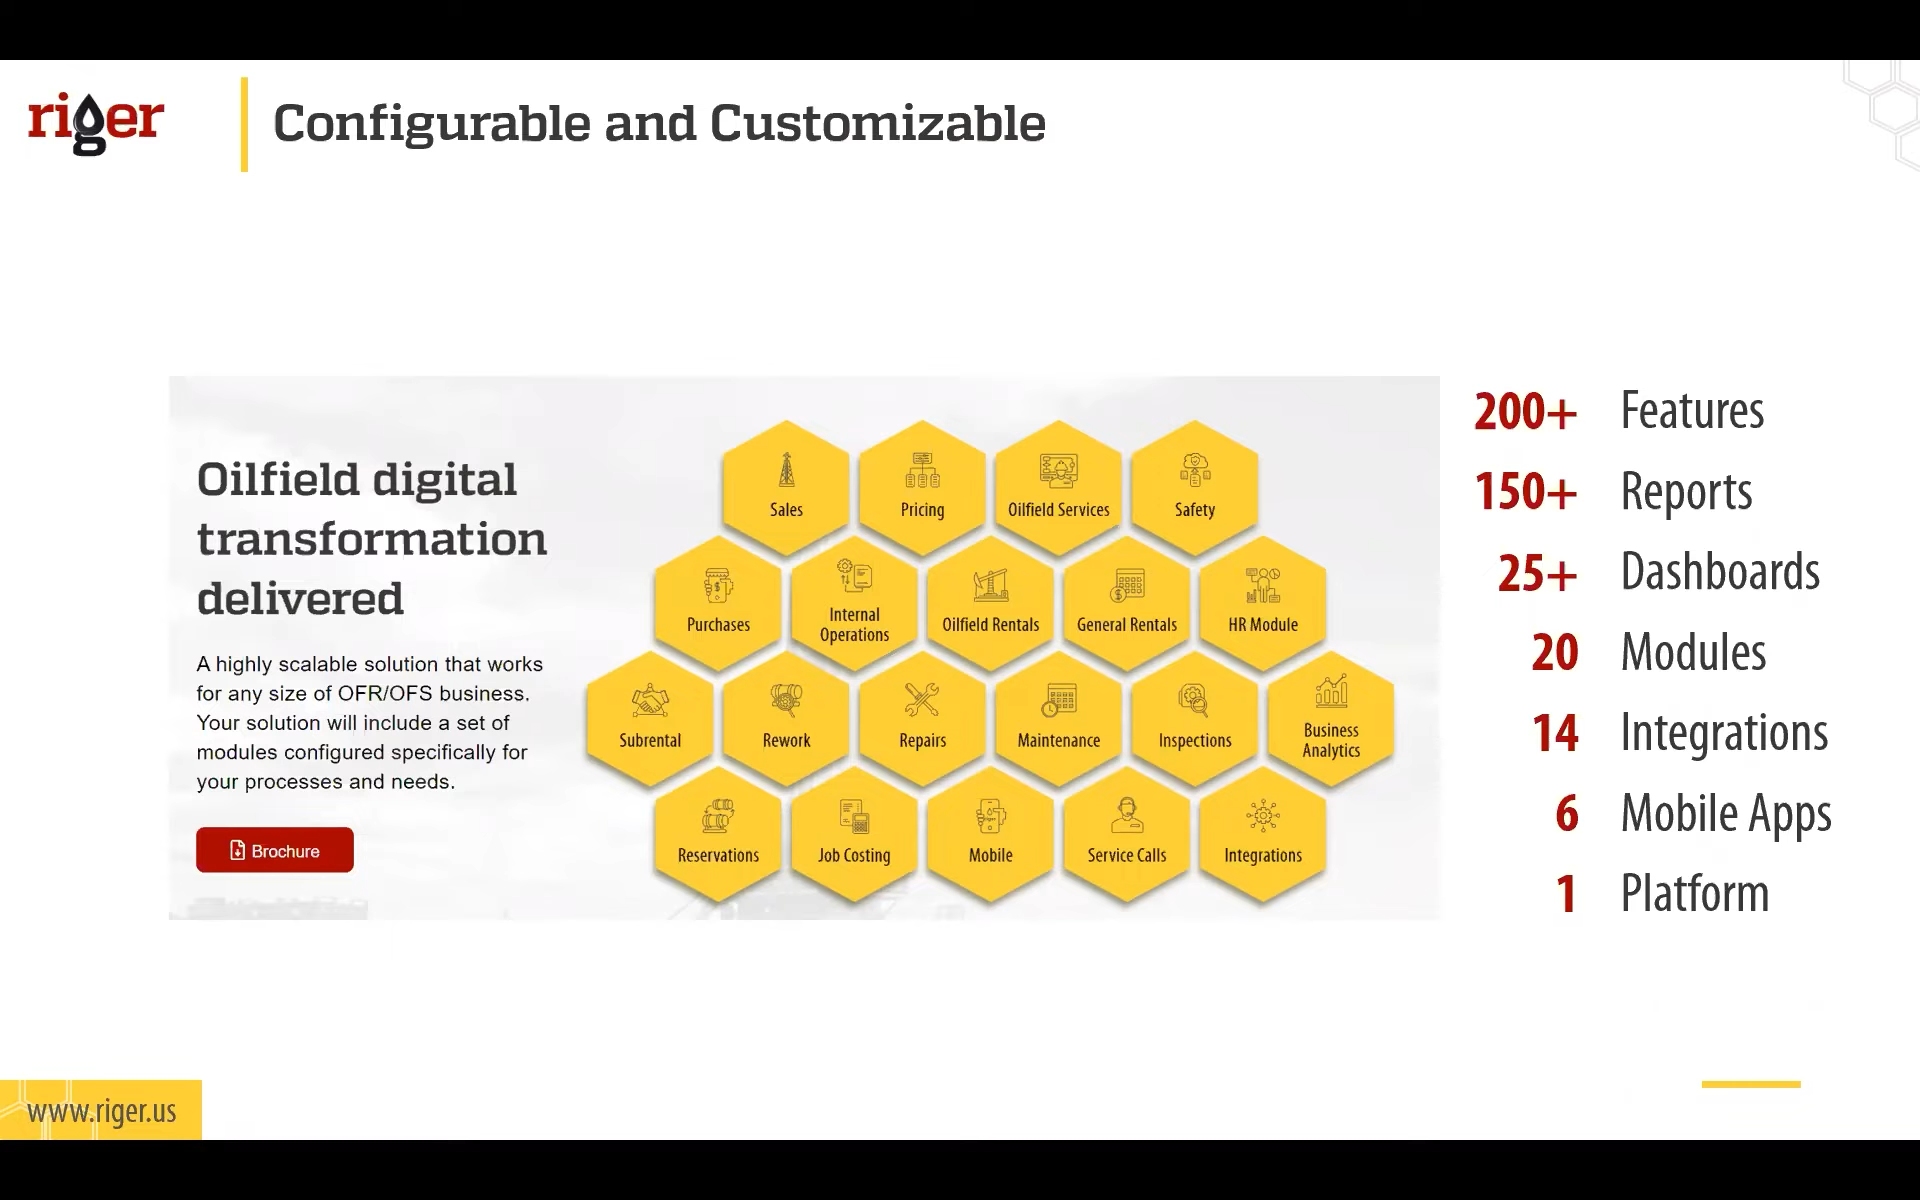 riger
Configurable and Customizable
Oilfield digital
transformation
delivered
A highly scalable solution that works
for any size of OFR/OFS business.
Your solution will include a set of
modules configured specifically for
your processes and needs.
Brochure
Sales
Pricing
Oilfield Services
Safety
Purchases
Internal
Operations
Oilfield Rentals
General Rentals
HR Module
Subrental
Rework
Repairs
Maintenance
Inspections
Business
Analytics
Reservations
Job Costing
Mobile
Service Calls
Integrations
200+ Features
150+ Reports
25+ Dashboards
20 Modules
14 Integrations
6 Mobile Apps
1 Platform
www.riger.us